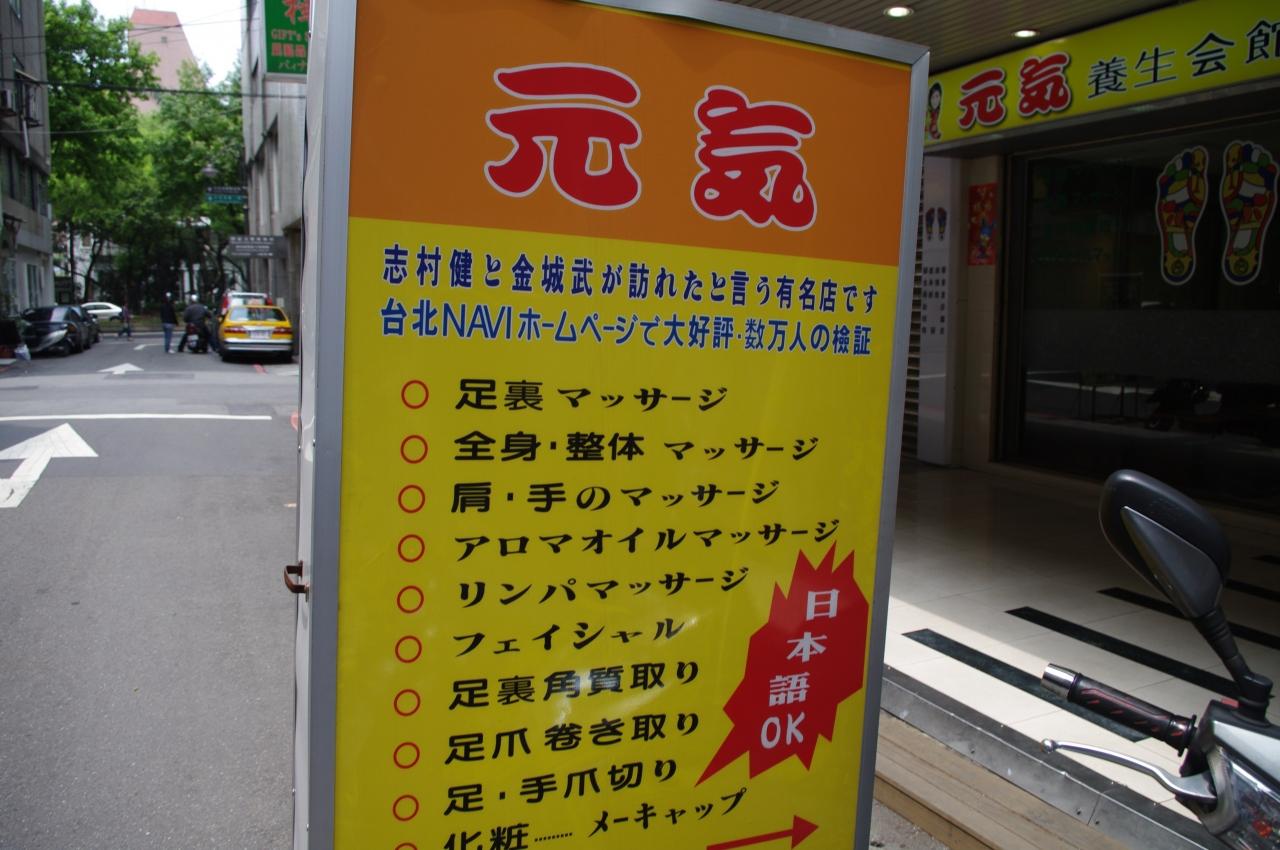 元気
志村健と金城武が訪れたと言う有名店です
台北NAVIホームページで大好評·数万人の検証
○ 足裏 マッサージ
○ 全身·整体 マッサージ
○ 肩·手のマッサージ
○ アロマオイルマッサージ
○ リンパマッサージ
○ フェイシャル
○ 足裏角質取り
○ 足爪 巻き取り
○ 足·手爪切り
○ 化粧……… メーキャップ
日本語OK
元気 養生会館
GIFT's